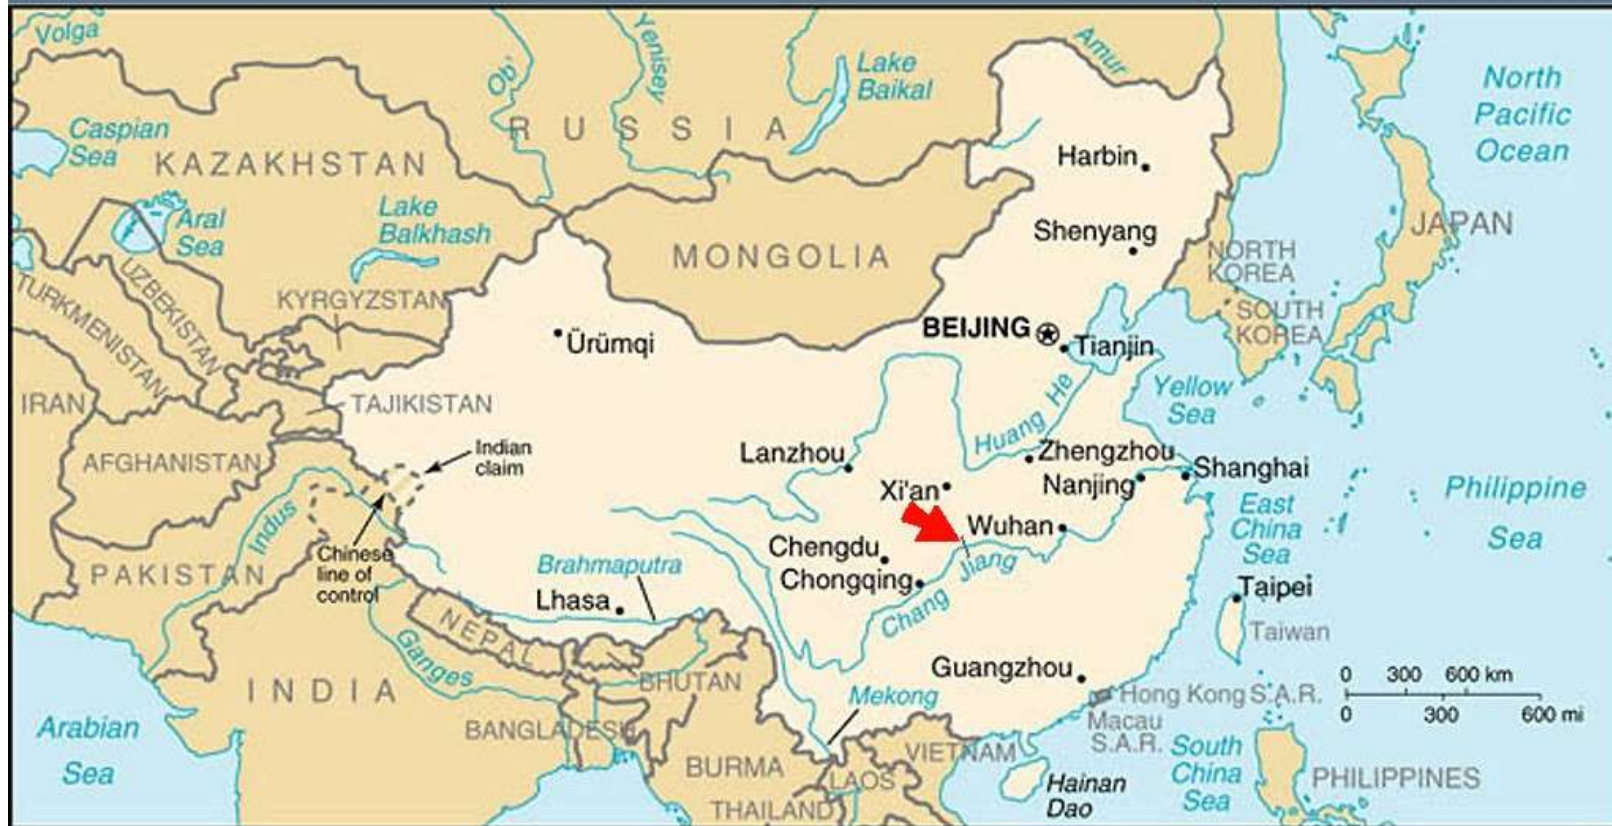 Volga
Ob'
Yenisey
Lake
Baikal
Amur
North
Pacific
Ocean
Caspian
Sea
RUSSIA
KAZAKHSTAN
Harbin
Aral
Sea
Lake
Balkhash
MONGOLIA
Shenyang
NORTH
KOREA
JAPAN
TURKMENISTAN
UZBEKISTAN
KYRGYZSTAN
SOUTH
KOREA
Ürümqi
BEIJING
Tianjin
IRAN
TAJIKISTAN
Huang He
Yellow
Sea
AFGHANISTAN
Indian
claim
Lanzhou
Zhengzhou
Xi'an
Nanjing
Shanghai
Indus
Chinese
line of
control
Wuhan
East
China
Sea
Philippine
Sea
PAKISTAN
Brahmaputra
Chengdu
Chongqing
Chang Jiang
Lhasa
Taipei
Taiwan
NEPAL
Ganges
INDIA
BHUTAN
Guangzhou
Mekong
Hong Kong S.A.R.
Macau
S.A.R.
0 300 600 km
0 300 600 mi
Arabian
Sea
BANGLADESH
BURMA
VIETNAM
LAOS
THAILAND
Hainan
Dao
South
China
Sea
PHILIPPINES